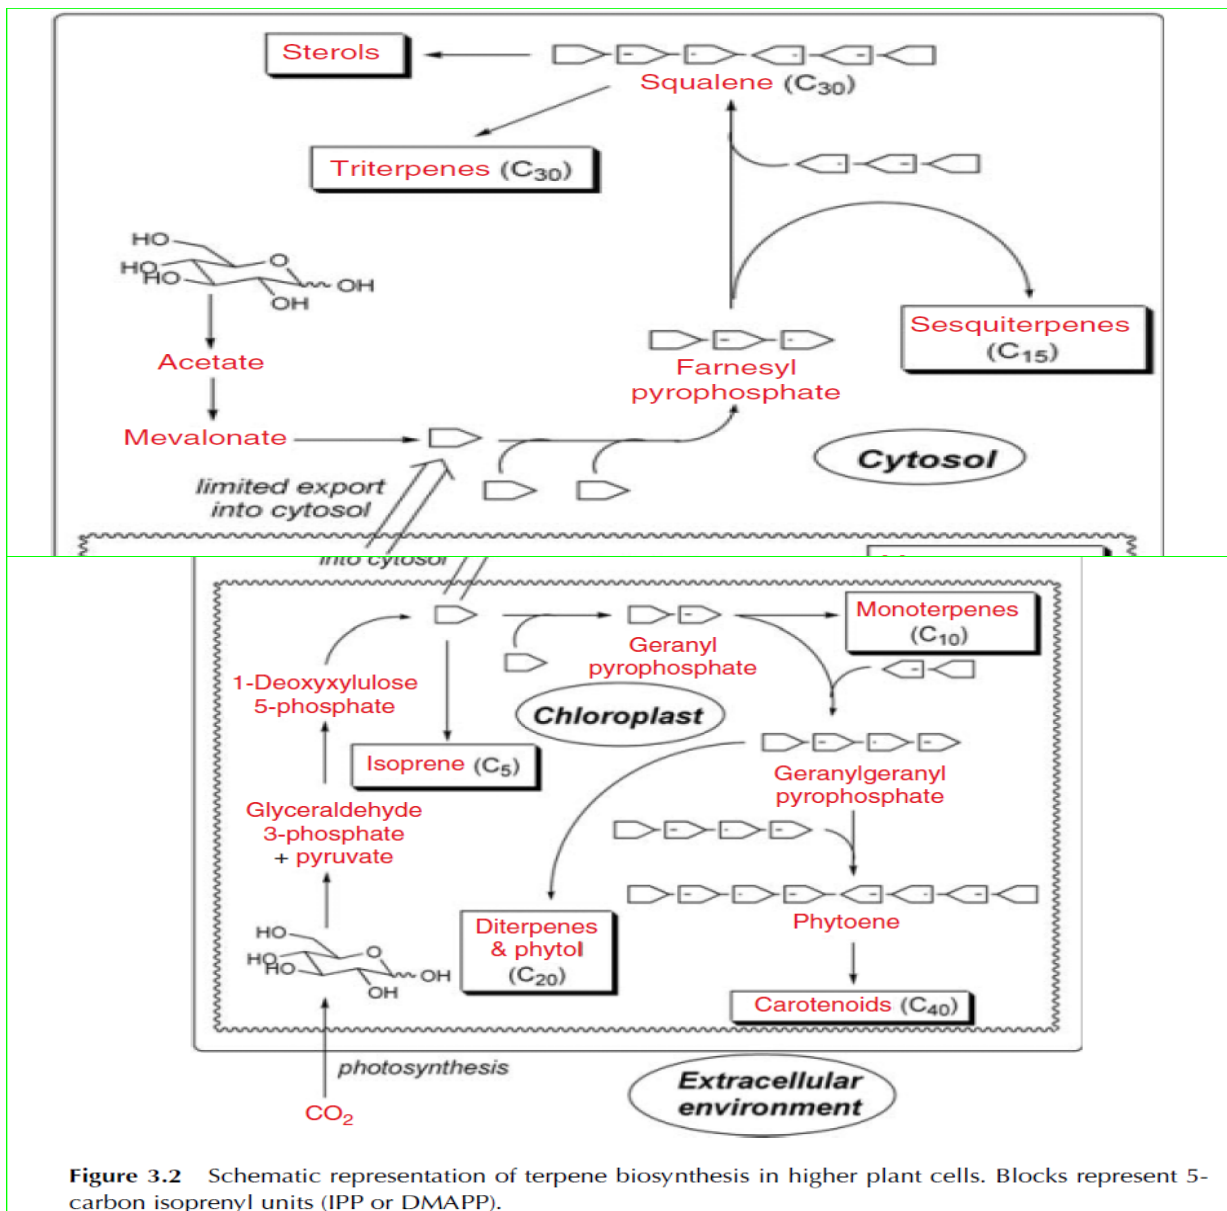 Sterols
Squalene (C30)
Triterpenes (C30)
HO
HO
HO
O
OH
OH
Sesquiterpenes
(C15)
Acetate
Farnesyl
pyrophosphate
Mevalonate
Cytosol
limited export
into cytosol
into cytosol
Monoterpenes
(C10)
Geranyl
pyrophosphate
1-Deoxyxylulose
5-phosphate
Chloroplast
Isoprene (C5)
Geranylgeranyl
pyrophosphate
Glyceraldehyde
3-phosphate
+ pyruvate
Phytoene
Diterpenes
& phytol
(C20)
HO
HO
HO
O
OH
OH
Carotenoids (C40)
photosynthesis
Extracellular
environment
CO2
Figure 3.2 Schematic representation of terpene biosynthesis in higher plant cells. Blocks represent 5-
carbon isoprenyl units (IPP or DMAPP).